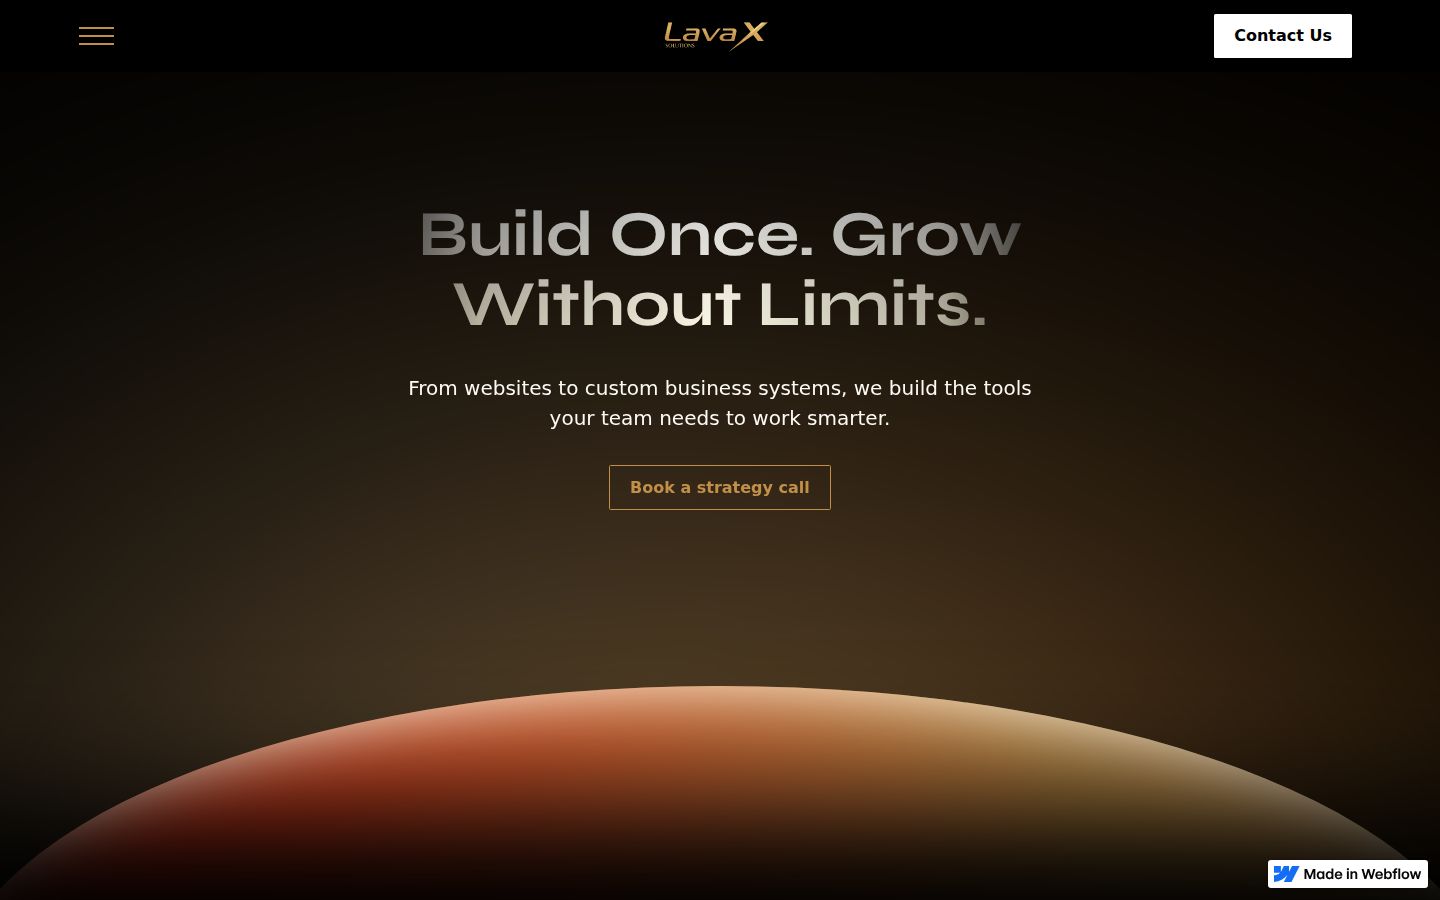 LavaX
SOLUTIONS
Contact Us
Build Once. Grow
Without Limits.
From websites to custom business systems, we build the tools
your team needs to work smarter.
Book a strategy call
Made in Webflow